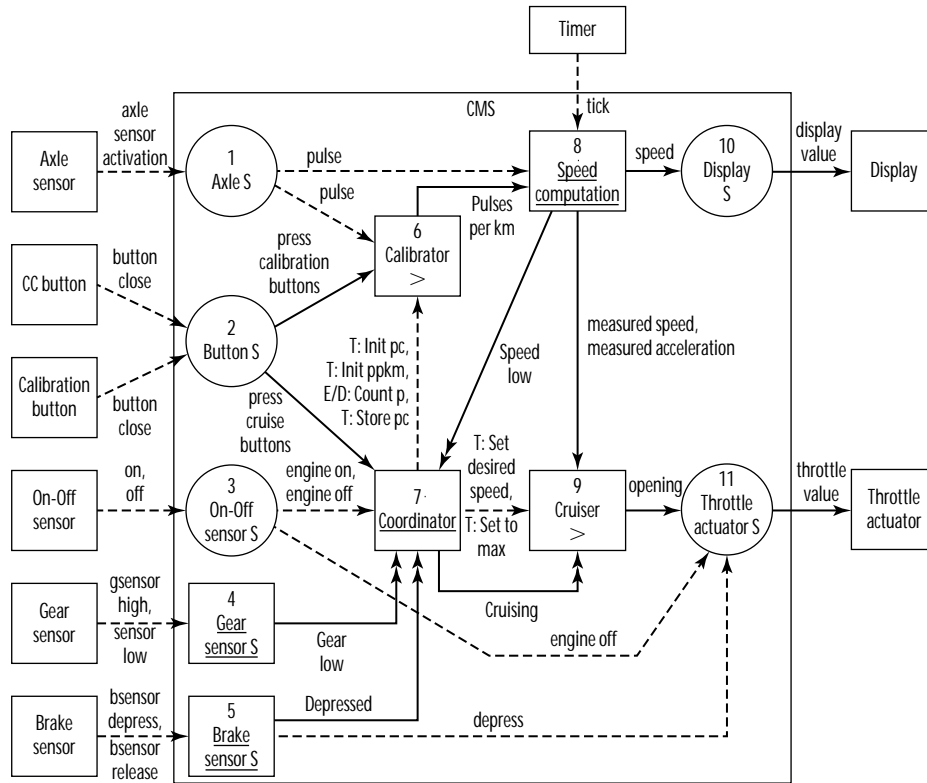 Timer
CMS
tick
axle
sensor
activation
Axle
sensor
1
Axle S
pulse
pulse
8
Speed
computation
speed
10
Display
S
display
value
Display
Pulses
per km
6
Calibrator
>
press
calibration
buttons
CC button
button
close
2
Button S
Calibration
button
button
close
T: Init pc,
T: Init ppkm,
E/D: Count p,
T: Store pc
Speed
low
measured speed,
measured acceleration
press
cruise
buttons
On-Off
sensor
on,
off
3
On-Off
sensor S
engine on,
engine off
7
Coordinator
T: Set
desired
speed,
T: Set to
max
9
Cruiser
>
opening
11
Throttle
actuator S
throttle
value
Throttle
actuator
Cruising
engine off
Gear
sensor
gsensor
high,
sensor
low
4
Gear
sensor S
Gear
low
Brake
sensor
bsensor
depress,
bsensor
release
5
Brake
sensor S
Depressed
depress